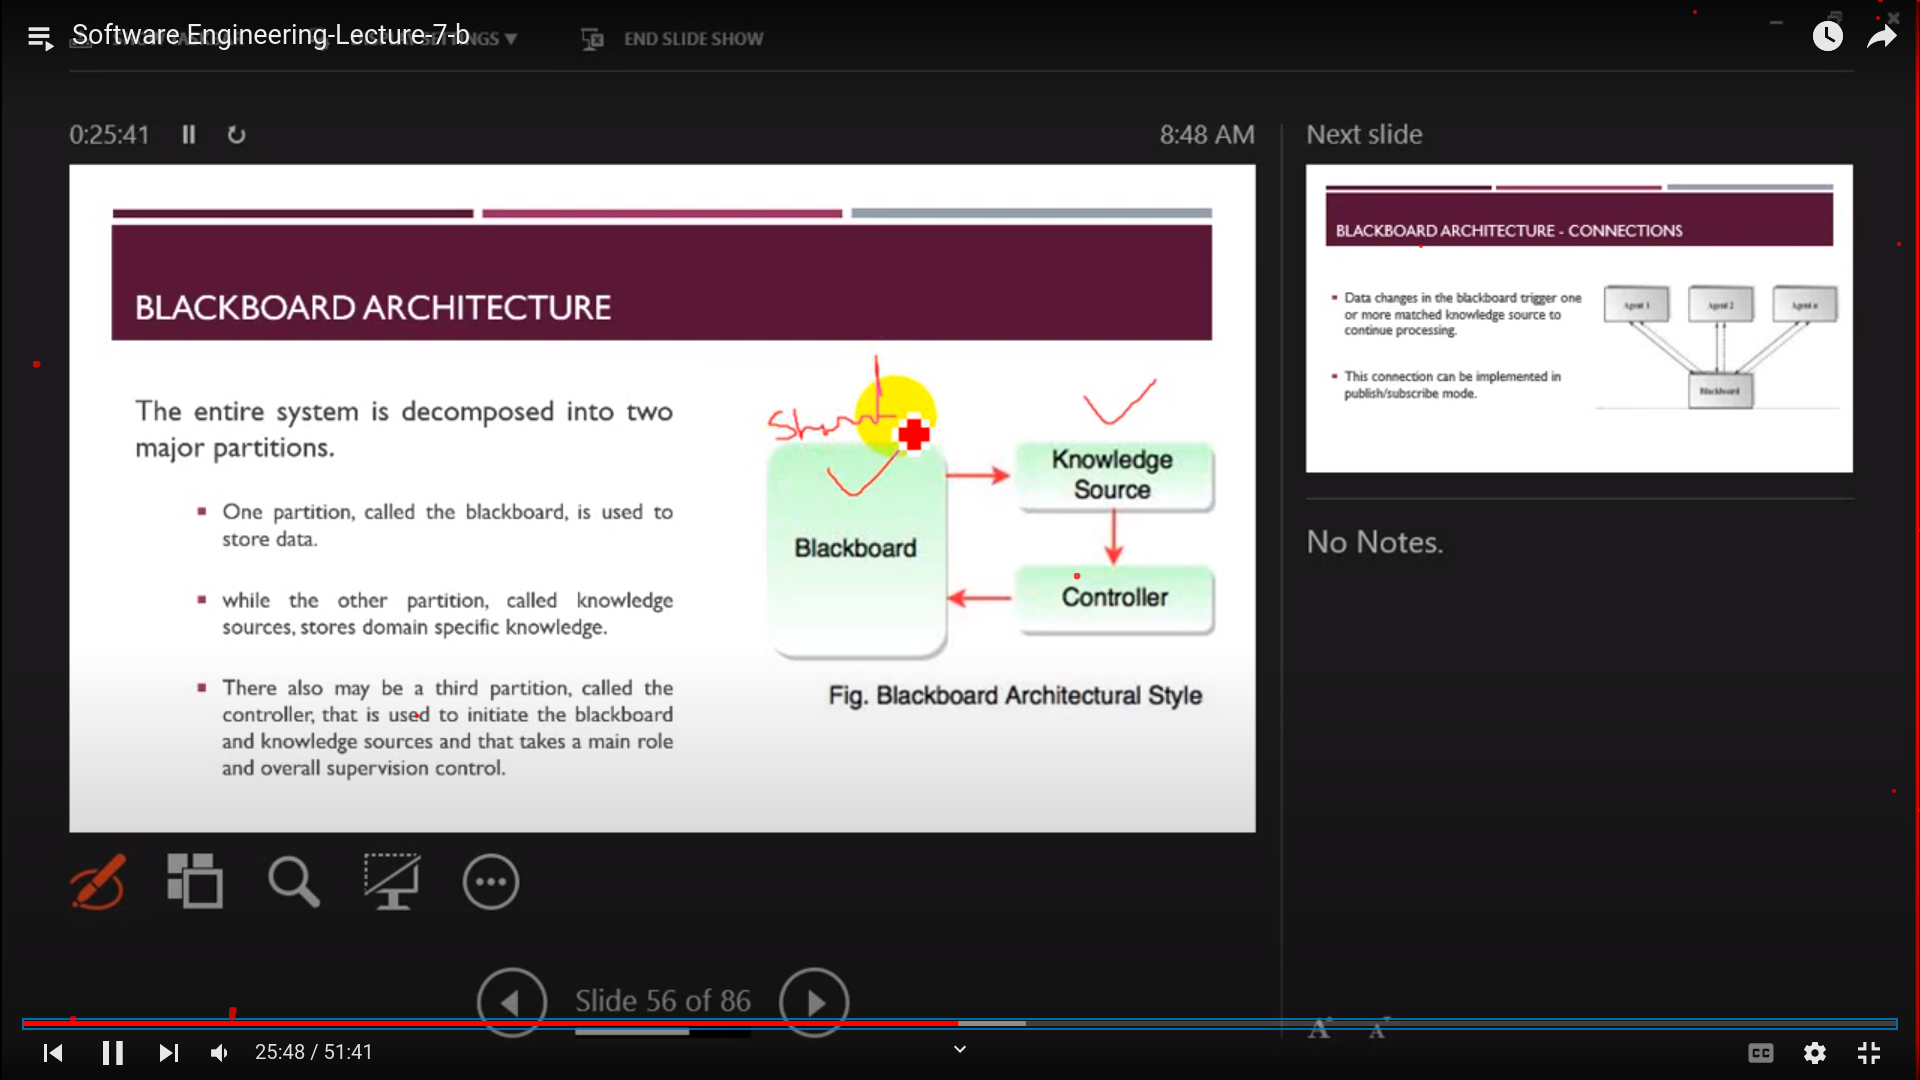 Software Engineering-Lecture-7-b
END SLIDE SHOW
0:25:41
8:48 AM
Next slide
BLACKBOARD ARCHITECTURE
The entire system is decomposed into two
major partitions.
▪ One partition, called the blackboard, is used to
store data.
▪ while the other partition, called knowledge
sources, stores domain specific knowledge.
▪ There also may be a third partition, called the
controller, that is used to initiate the blackboard
and knowledge sources and that takes a main role
and overall supervision control.
Knowledge
Source
Blackboard
Controller
Fig. Blackboard Architectural Style
BLACKBOARD ARCHITECTURE - CONNECTIONS
▪ Data changes in the blackboard trigger one
or more matched knowledge source to
continue processing.
▪ This connection can be implemented in
publish/subscribe mode.
Agent 1
Agent 2
Agent n
Blackboard
No Notes.
Slide 56 of 86
A A
25:48 / 51:41
CC